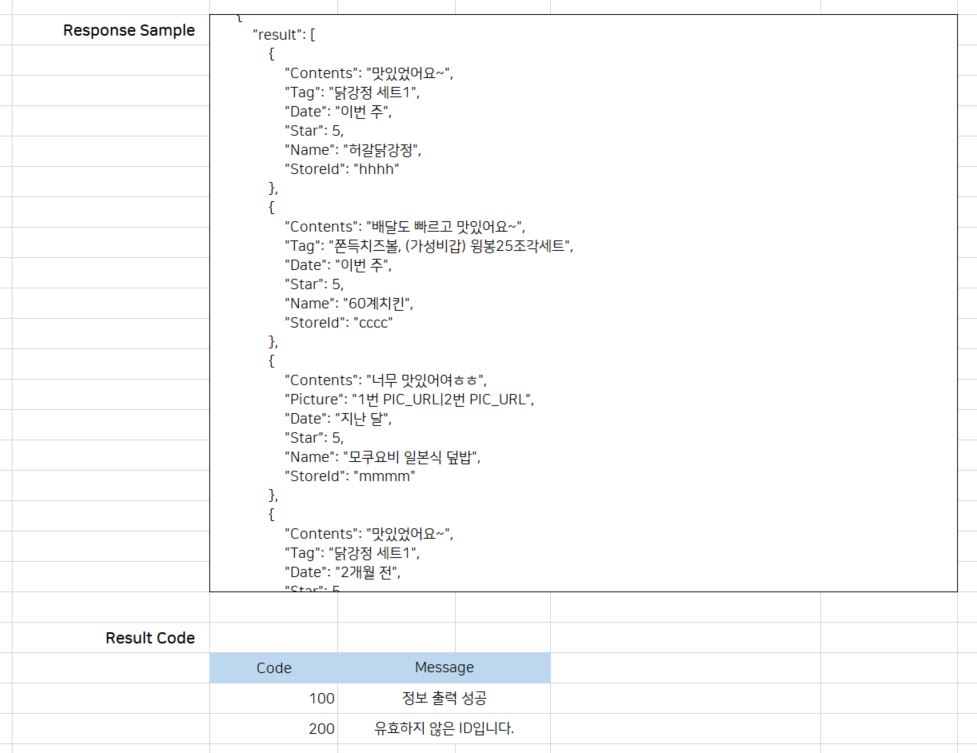 Response Sample
{
"result": [
{
"Contents": "맛있었어요~",
"Tag": "닭강정 세트1",
"Date": "이번 주",
"Star": 5,
"Name": "허갈닭강정",
"StoreId": "hhhh"
},
{
"Contents": "배달도 빠르고 맛있어요~",
"Tag": "쫀득치즈볼, (가성비갑) 윙봉25조각세트",
"Date": "이번 주",
"Star": 5,
"Name": "60계치킨",
"StoreId": "cccc"
},
{
"Contents": "너무 맛있어여ㅎㅎ",
"Picture": "1번 PIC_URL|2번 PIC_URL",
"Date": "지난 달",
"Star": 5,
"Name": "모쿠요비 일본식 덮밥",
"StoreId": "mmmm"
},
{
"Contents": "맛있었어요~",
"Tag": "닭강정 세트1",
"Date": "2개월 전",
"Star": 5
Result Code
Code Message
100 정보 출력 성공
200 유효하지 않은 ID입니다.